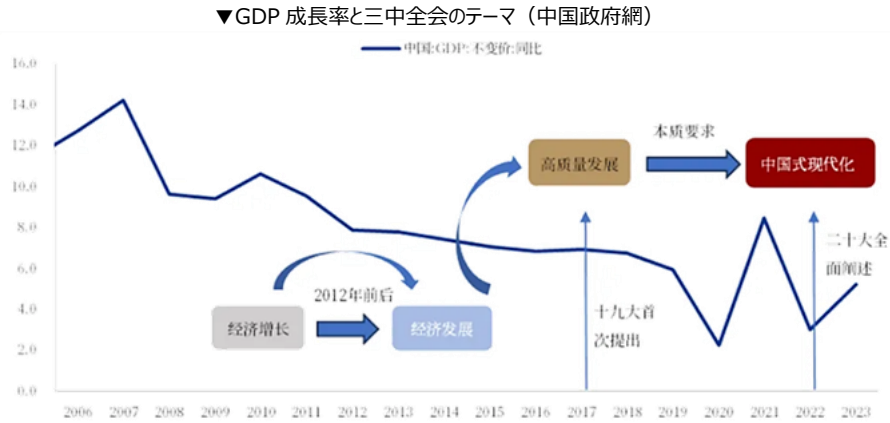 ▼GDP 成長率と三中全会のテーマ（中国政府網）
中国:GDP:不变价:同比
16.0
14.0
12.0
10.0
8.0
6.0
4.0
2.0
0.0
本质要求
高质量发展
中国式现代化
二十大全
面阐述
2012年前后
经济增长
经济发展
十九大首
次提出
2006 2007 2008 2009 2010 2011 2012 2013 2014 2015 2016 2017 2018 2019 2020 2021 2022 2023